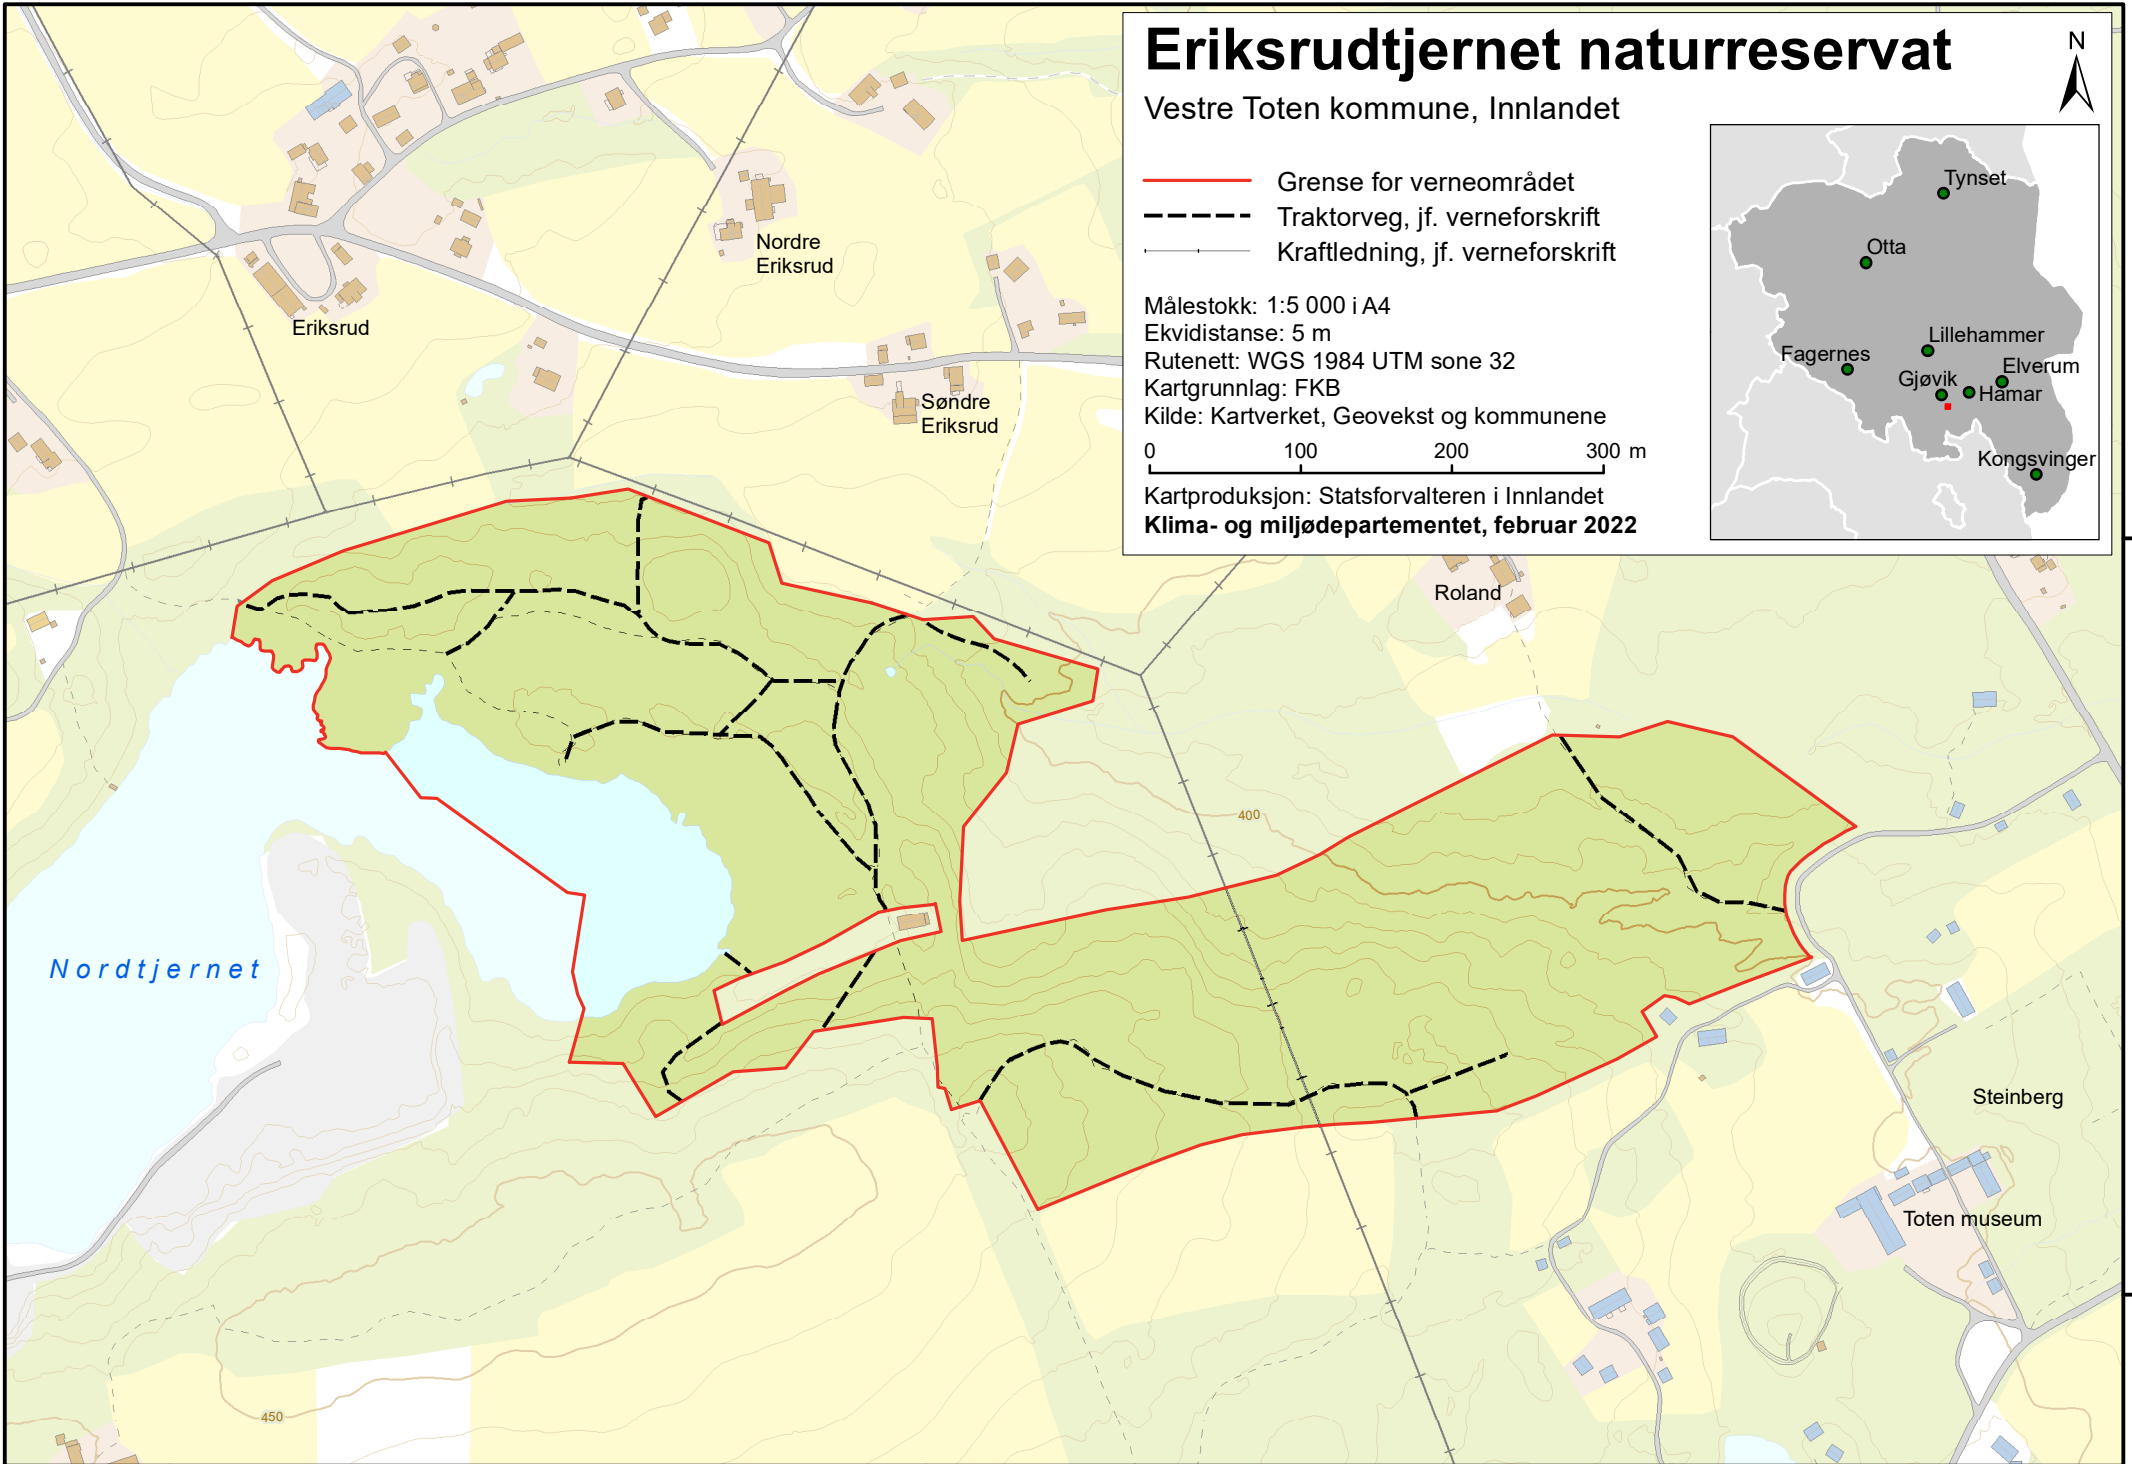 Eriksrudtjernet naturreservat
Vestre Toten kommune, Innlandet
N
Grense for verneområdet
Traktorveg, jf. verneforskrift
Kraftledning, jf. verneforskrift
Målestokk: 1:5 000 i A4
Ekvidistanse: 5 m
Rutenett: WGS 1984 UTM sone 32
Kartgrunnlag: FKB
Kilde: Kartverket, Geovekst og kommunene
0 100 200 300 m
Kartproduksjon: Statsforvalteren i Innlandet
Klima- og miljødepartementet, februar 2022
Tynset
Otta
Lillehammer
Fagernes
Elverum
Gjøvik
Hamar
Kongsvinger
Nordre
Eriksrud
Eriksrud
Søndre
Eriksrud
Roland
400
Nordtjernet
Steinberg
Toten museum
450